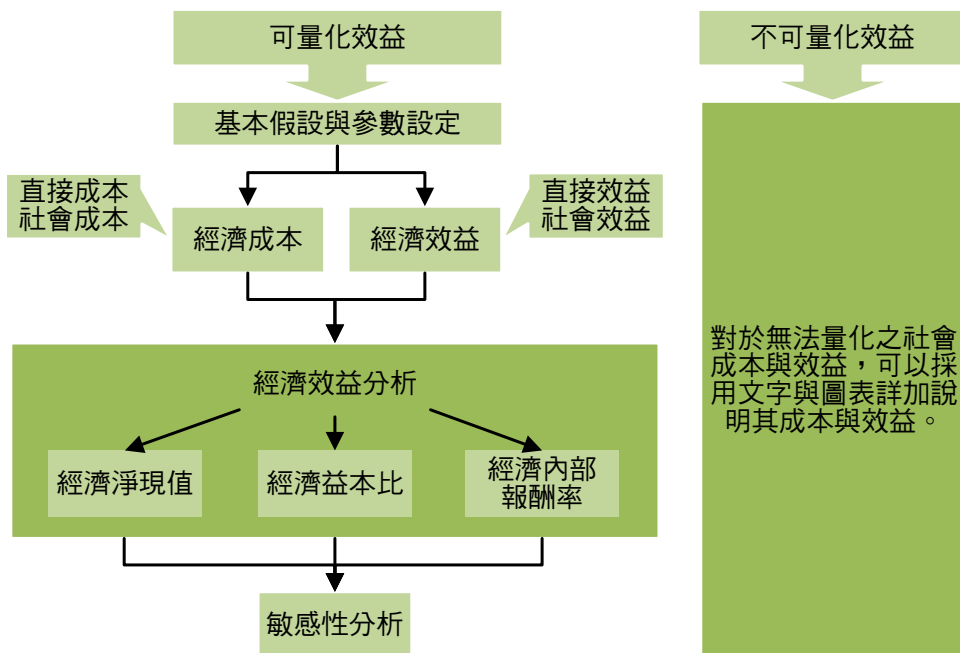 可量化效益
不可量化效益
基本假設與參數設定
直接成本
社會成本
直接效益
社會效益
經濟成本
經濟效益
經濟效益分析
經濟淨現值
經濟益本比
經濟內部
報酬率
敏感性分析
對於無法量化之社會
成本與效益，可以採
用文字與圖表詳加說
明其成本與效益。